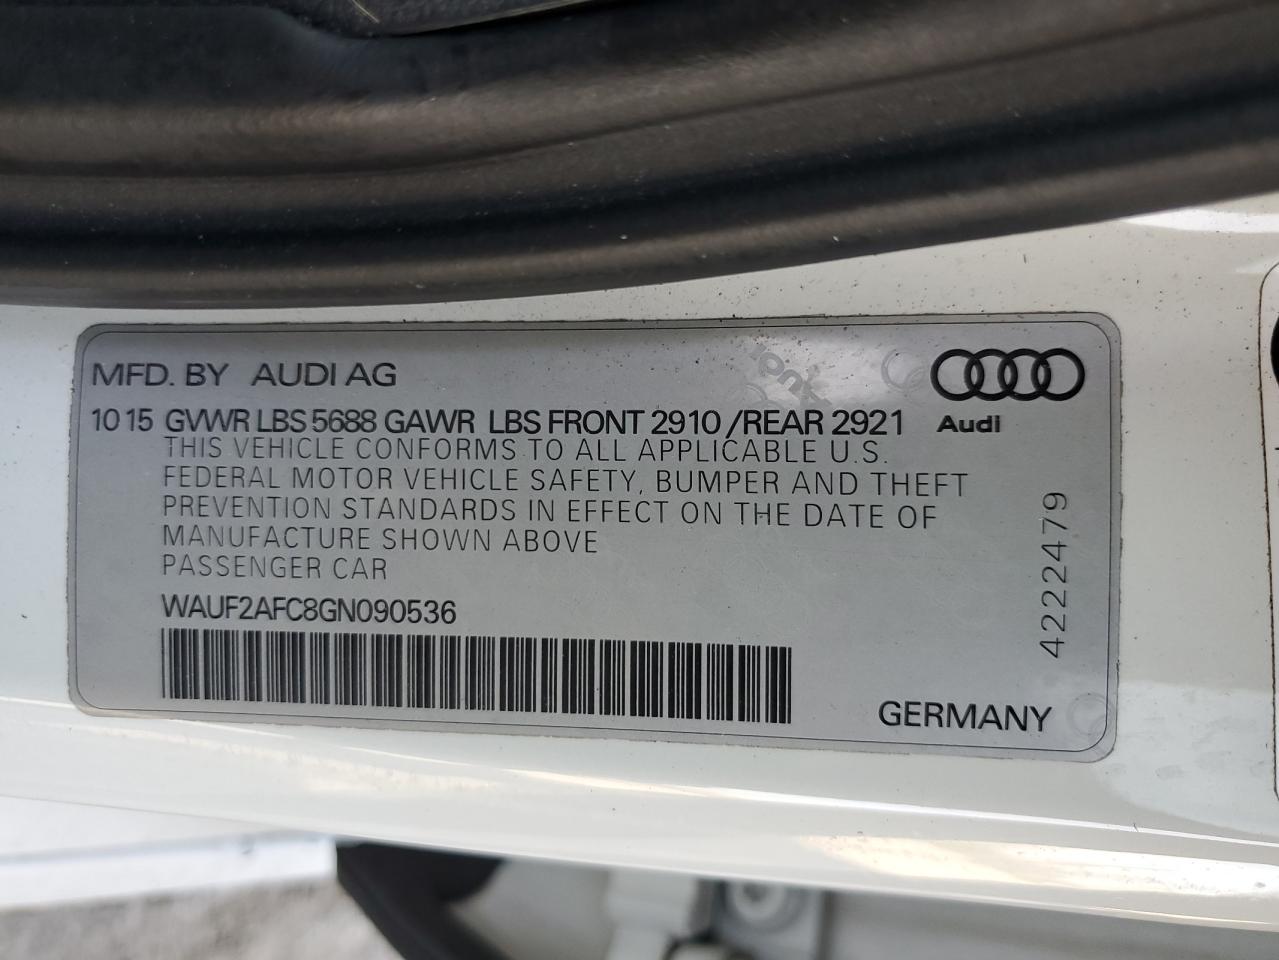 MFD. BY AUDI AG
10 15 GVWR LBS 5688 GAWR LBS FRONT 2910 /REAR 2921
Audi
THIS VEHICLE CONFORMS TO ALL APPLICABLE U.S.
FEDERAL MOTOR VEHICLE SAFETY, BUMPER AND THEFT
PREVENTION STANDARDS IN EFFECT ON THE DATE OF
MANUFACTURE SHOWN ABOVE
PASSENGER CAR
WAUF2AFC8GN090536
GERMANY
4222479